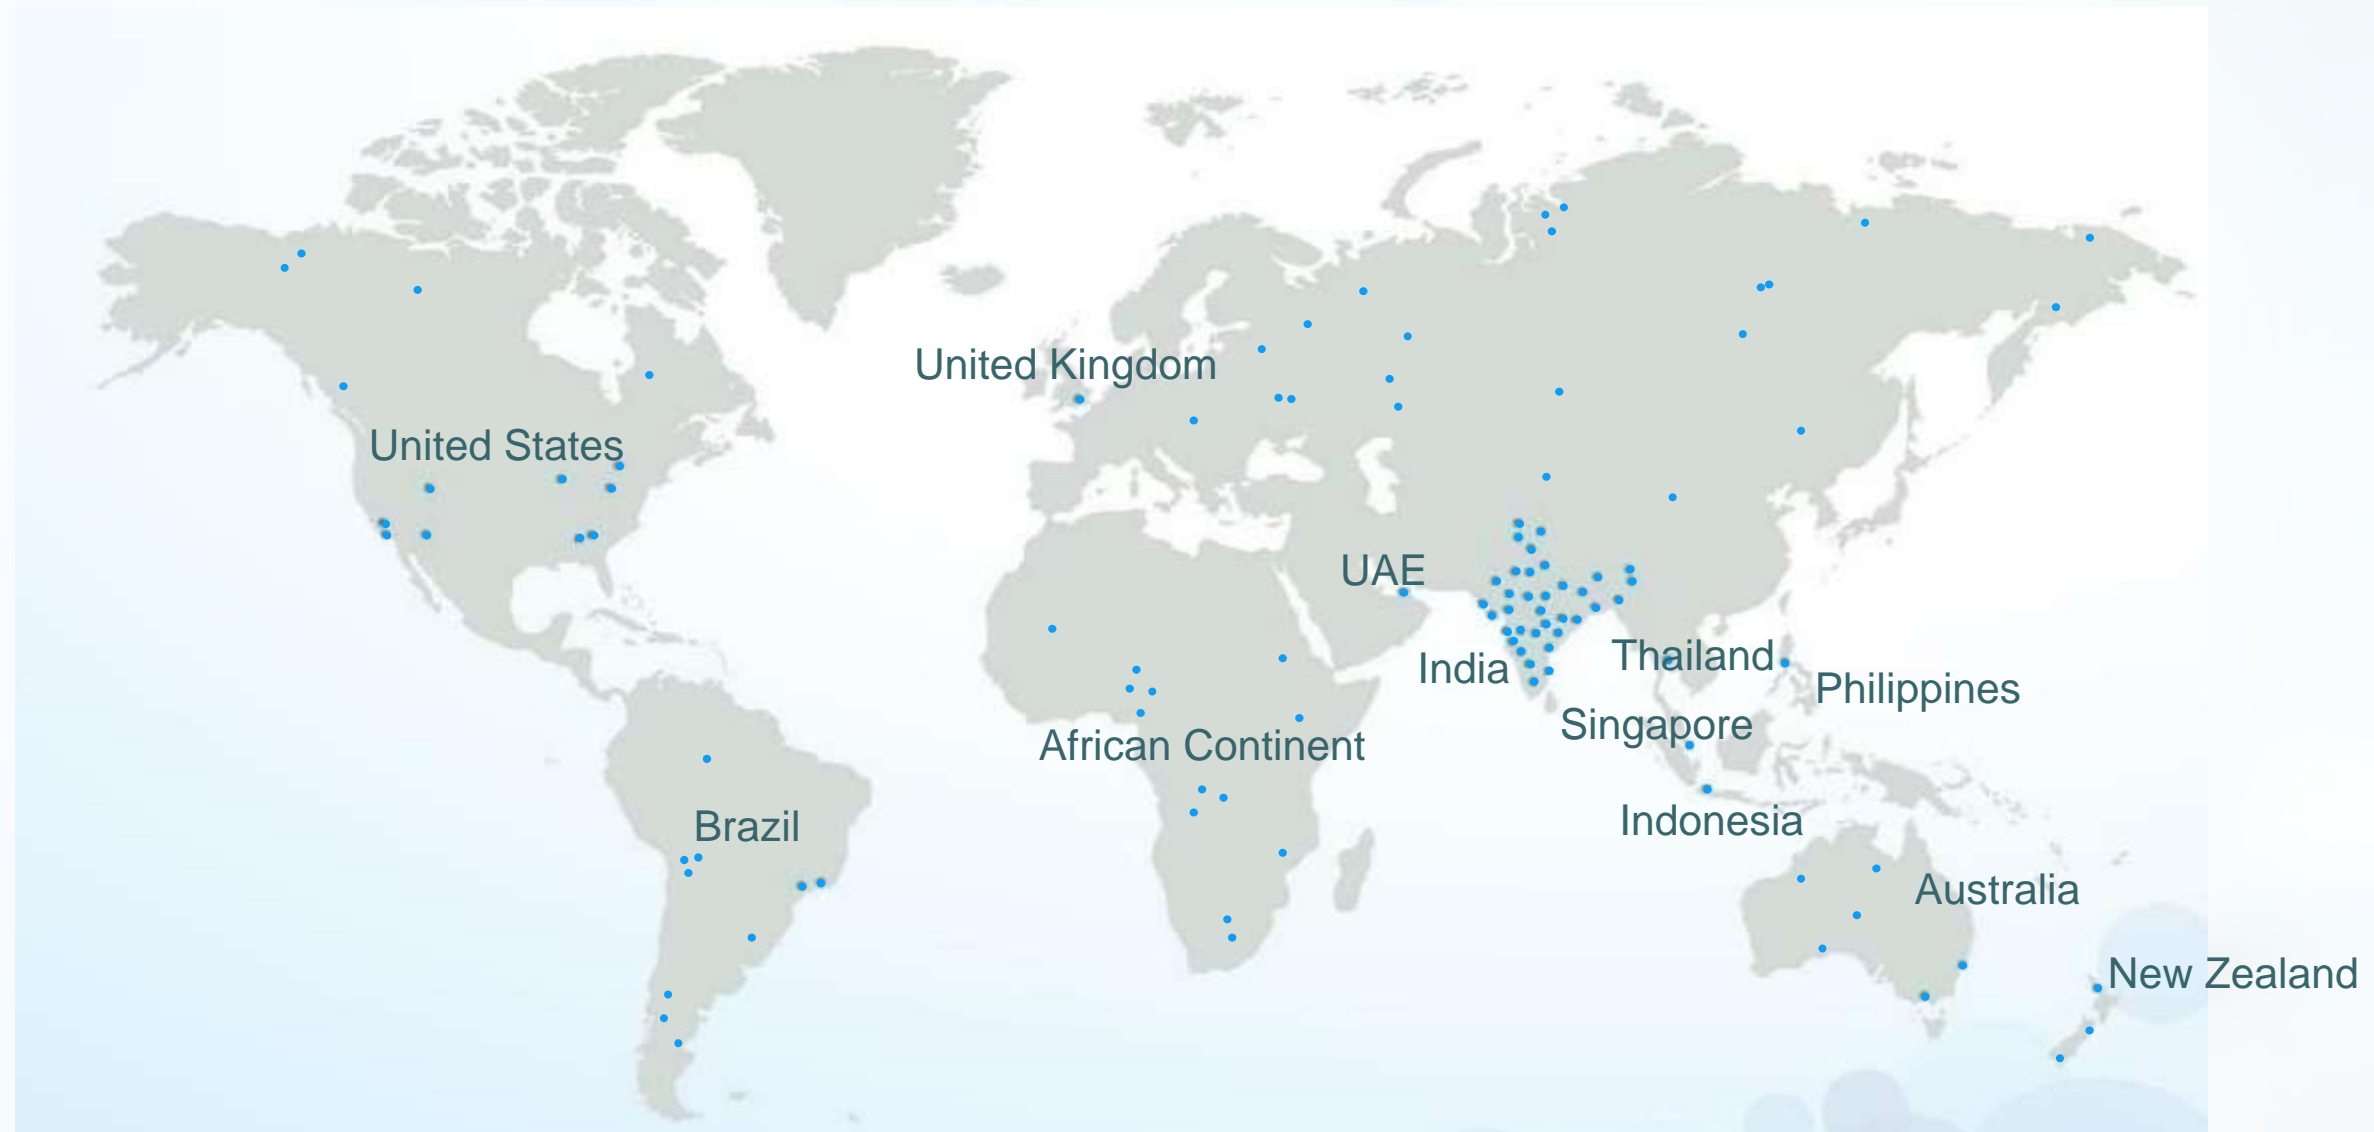 United Kingdom
United States
UAE
India
Thailand
Philippines
Singapore
African Continent
Indonesia
Brazil
Australia
New Zealand